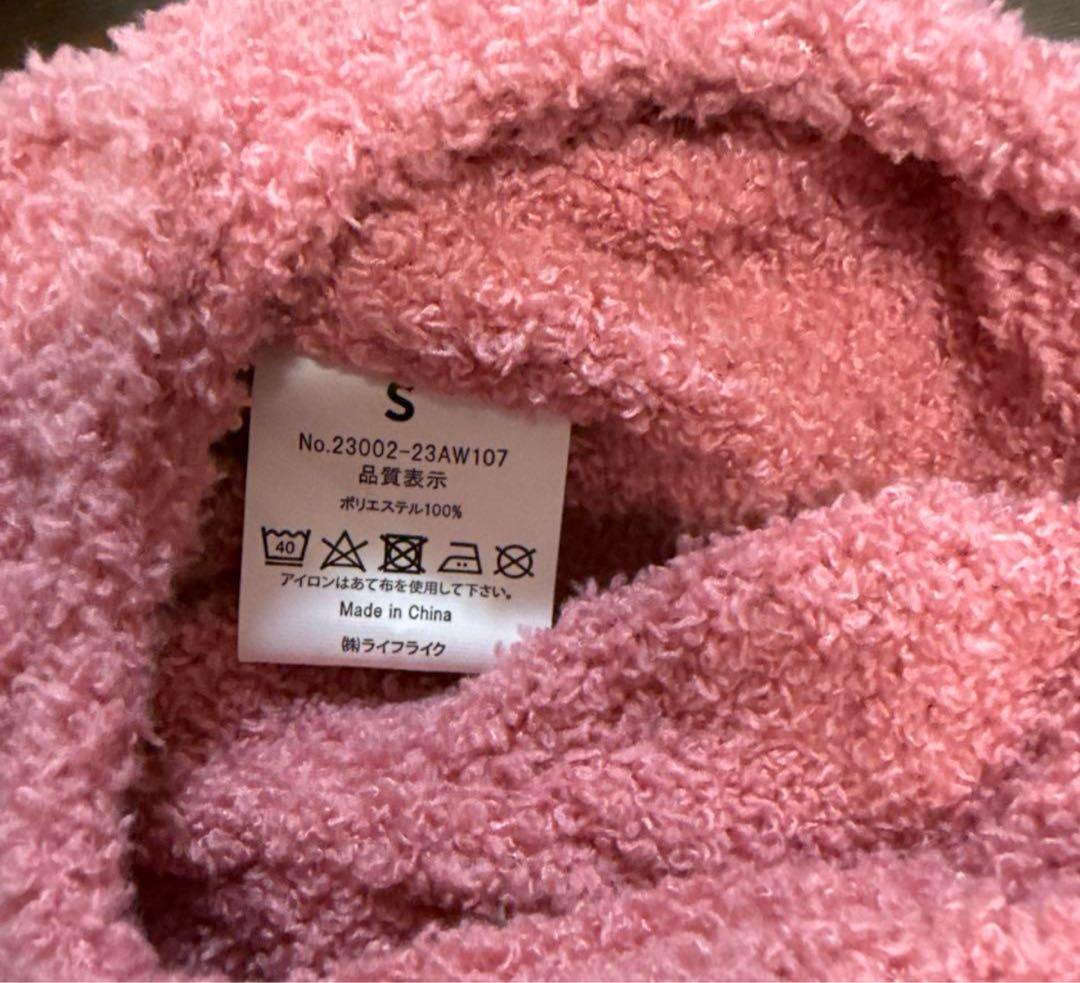 S
No.23002-23AW107
品質表示
ポリエステル100%
40
アイロンはあて布を使用して下さい。
Made in China
㈱ライフライク